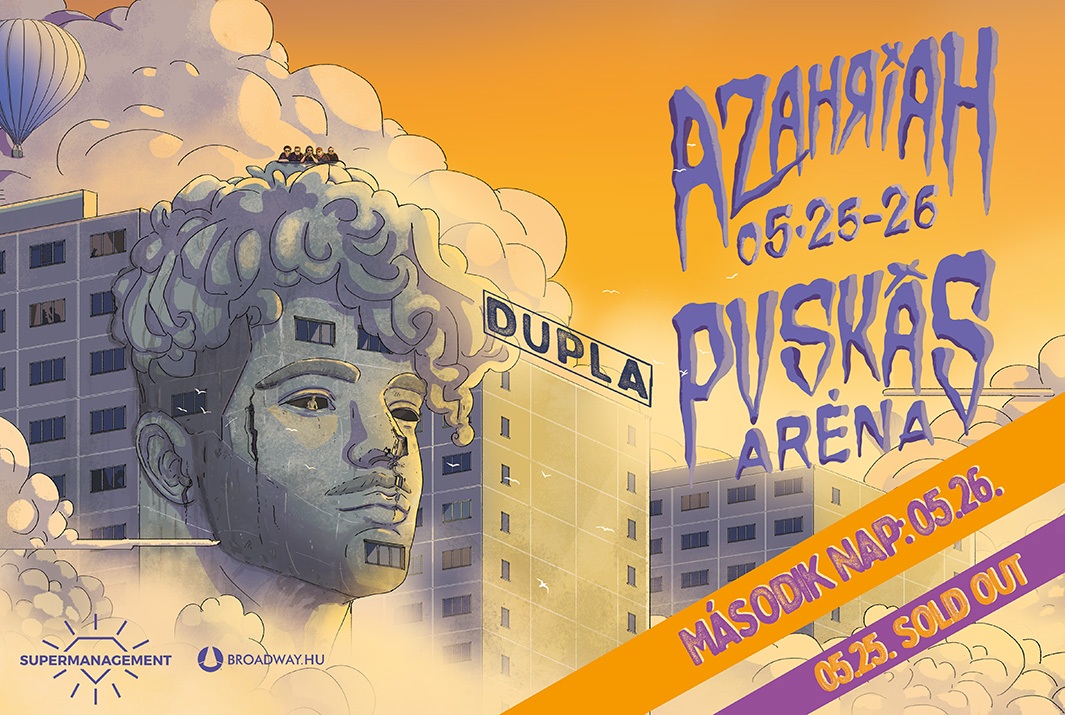 AZAHRIAH
05.25-26
PUSKÁS
ARÉNA
DUPLA
MÁSODIK NAP: 05.26.
05.25. SOLD OUT
SUPERMANAGEMENT
BROADWAY.HU